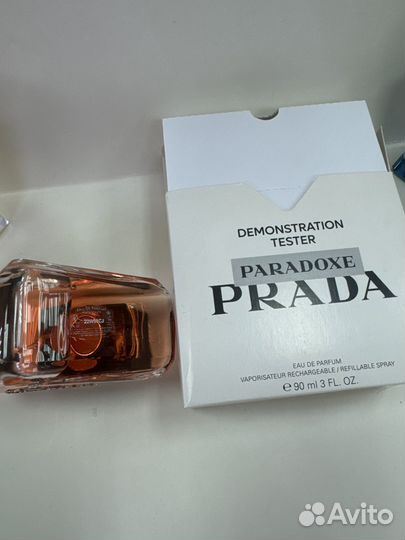 DEMONSTRATION
TESTER
PARADOXE
PRADA
EAU DE PARFUM
VAPORISATEUR RECHARGEABLE / REFILLABLE SPRAY
e 90 ml 3 FL. OZ.
Avito